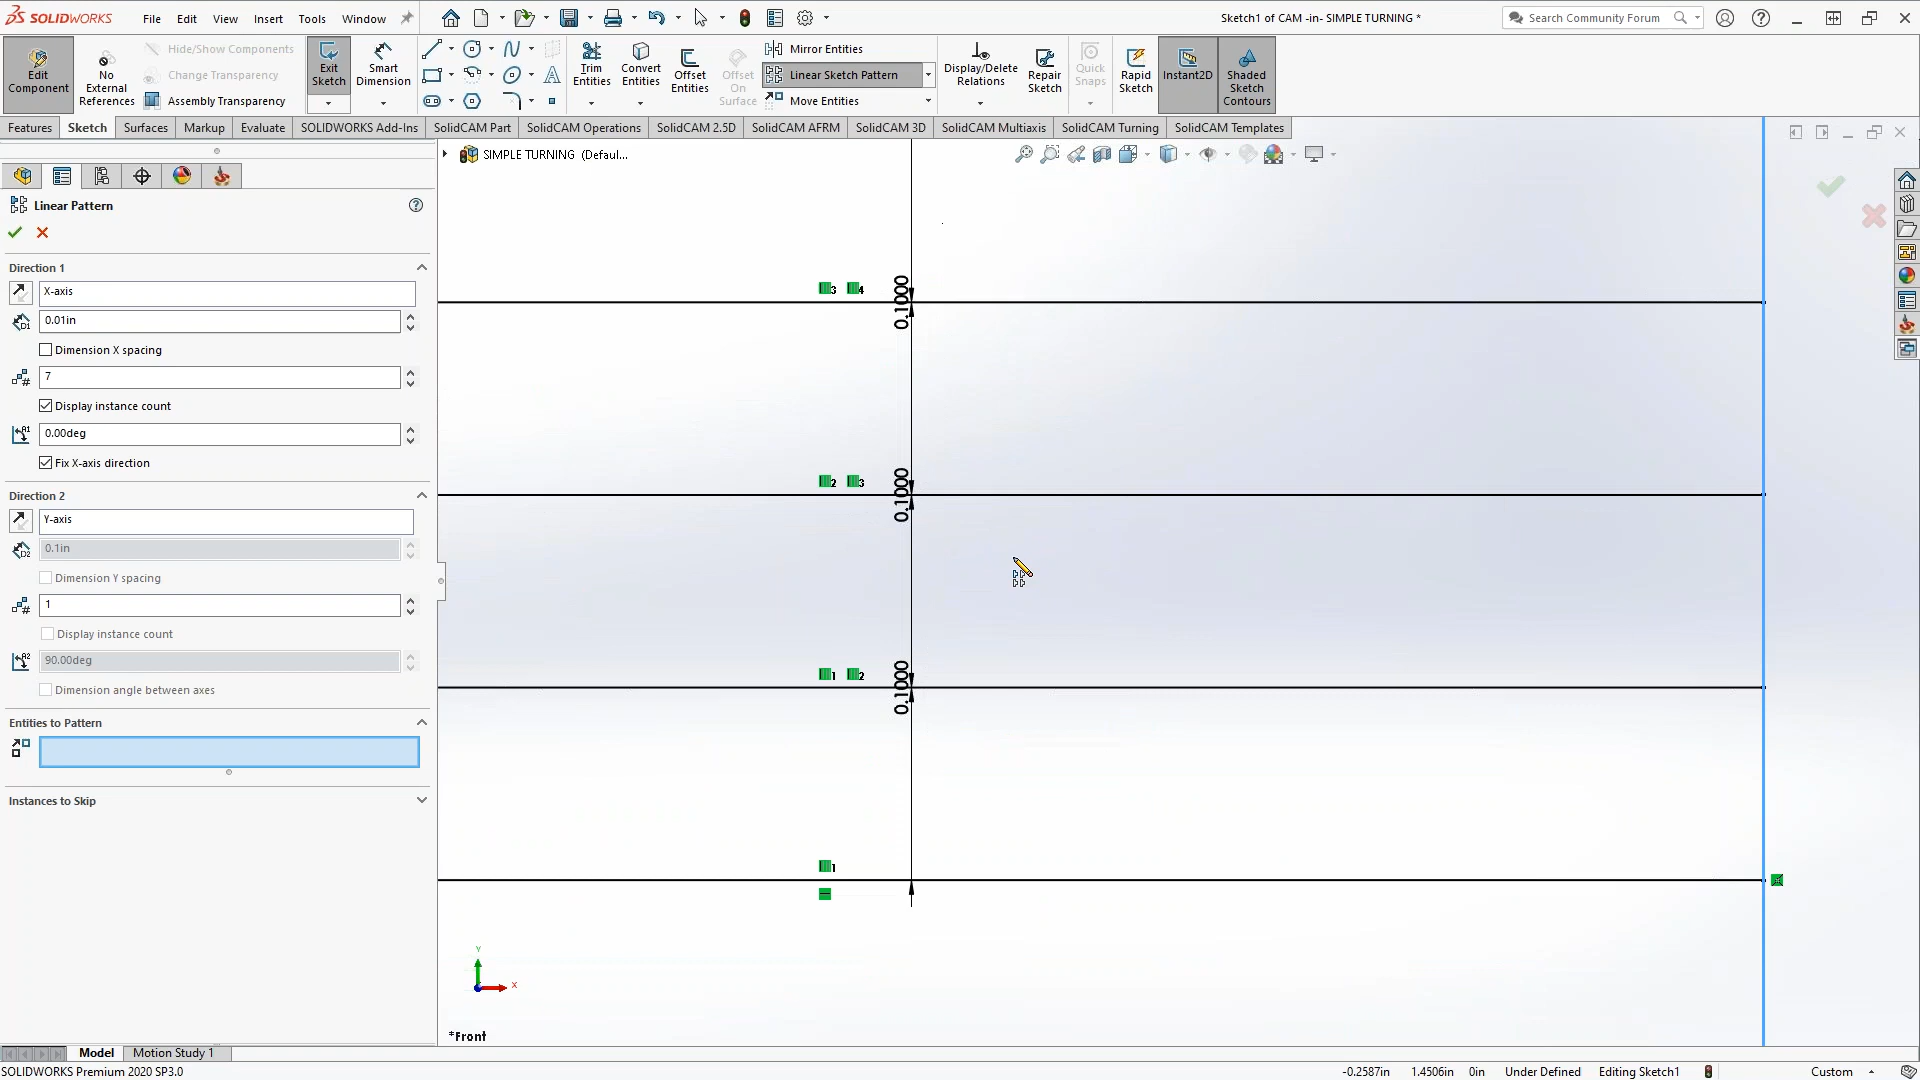 SOLIDWORKS File Edit View Insert Tools Window Sketch1 of CAM -in- SIMPLE TURNING * Search Community Forum
Edit Component
No External References
Hide/Show Components
Change Transparency
Assembly Transparency
Exit Sketch
Smart Dimension
Trim Entities
Convert Entities
Offset Entities
Offset On Surface
Mirror Entities
Linear Sketch Pattern
Move Entities
Display/Delete Relations
Repair Sketch
Quick Snaps
Rapid Sketch
Instant2D
Shaded Sketch Contours
Features Sketch Surfaces Markup Evaluate SOLIDWORKS Add-Ins SolidCAM Part SolidCAM Operations SolidCAM 2.5D SolidCAM AFRM SolidCAM 3D SolidCAM Multiaxis SolidCAM Turning SolidCAM Templates
SIMPLE TURNING (Defaul...
Linear Pattern
Direction 1
X-axis
0.01in
Dimension X spacing
7
Display instance count
0.00deg
Fix X-axis direction
Direction 2
Y-axis
0.1in
Dimension Y spacing
1
Display instance count
90.00deg
Dimension angle between axes
Entities to Pattern
Instances to Skip
3 4
0.1000
2 3
0.1000
1 2
0.1000
1
Y
X
*Front
Model Motion Study 1
SOLIDWORKS Premium 2020 SP3.0 -0.2587in 1.4506in 0in Under Defined Editing Sketch1 Custom